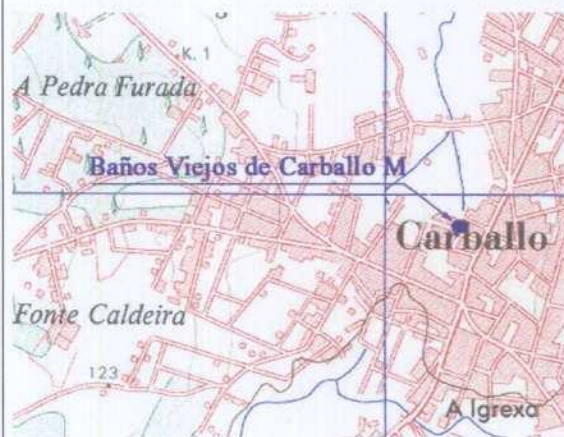 K. 1
A Pedra Furada
Baños Viejos de Carballo M
Carballo
Fonte Caldeira
123
A Igrexa